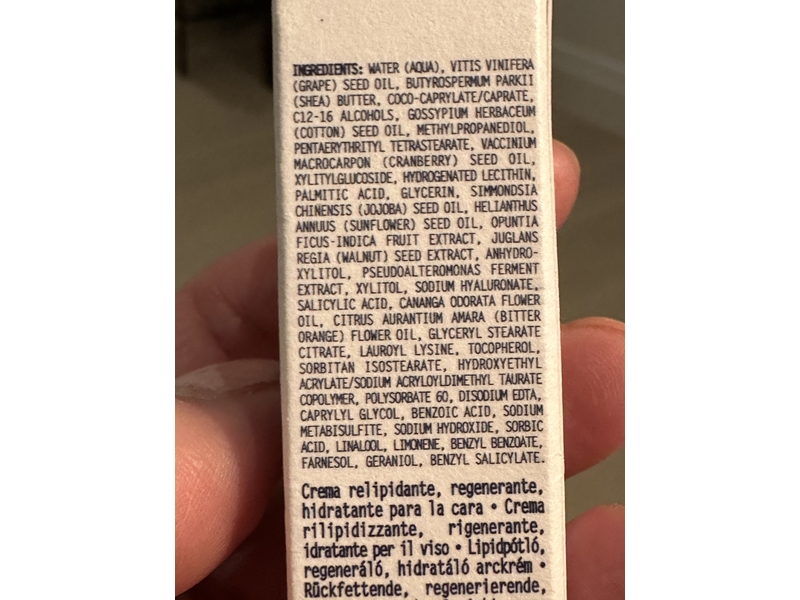 INGREDIENTS: WATER (AQUA), VITIS VINIFERA
(GRAPE) SEED OIL, BUTYROSPERMUM PARKII
(SHEA) BUTTER, COCO-CAPRYLATE/CAPRATE,
C12-16 ALCOHOLS, GOSSYPIUM HERBACEUM
(COTTON) SEED OIL, METHYLPROPANEDIOL,
PENTAERYTHRITYL TETRASTEARATE, VACCINIUM
MACROCARPON (CRANBERRY) SEED OIL,
XYLITYLGLUCOSIDE, HYDROGENATED LECITHIN,
PALMITIC ACID, GLYCERIN, SIMMONDSIA
CHINENSIS (JOJOBA) SEED OIL, HELIANTHUS
ANNUUS (SUNFLOWER) SEED OIL, OPUNTIA
FICUS-INDICA FRUIT EXTRACT, JUGLANS
REGIA (WALNUT) SEED EXTRACT, ANHYDRO-
XYLITOL, PSEUDOALTEROMONAS FERMENT
EXTRACT, XYLITOL, SODIUM HYALURONATE,
SALICYLIC ACID, CANANGA ODORATA FLOWER
OIL, CITRUS AURANTIUM AMARA (BITTER
ORANGE) FLOWER OIL, GLYCERYL STEARATE
CITRATE, LAUROYL LYSINE, TOCOPHEROL,
SORBITAN ISOSTEARATE, HYDROXYETHYL
ACRYLATE/SODIUM ACRYLOYLDIMETHYL TAURATE
COPOLYMER, POLYSORBATE 60, DISODIUM EDTA,
CAPRYLYL GLYCOL, BENZOIC ACID, SODIUM
METABISULFITE, SODIUM HYDROXIDE, SORBIC
ACID, LINALOOL, LIMONENE, BENZYL BENZOATE,
FARNESOL, GERANIOL, BENZYL SALICYLATE.
Crema relipidante, regenerante,
hidratante para la cara • Crema
rilipidizzante, rigenerante,
idratante per il viso • Lipidpótló,
regeneráló, hidratáló arckrém •
Rückfettende, regenerierende,